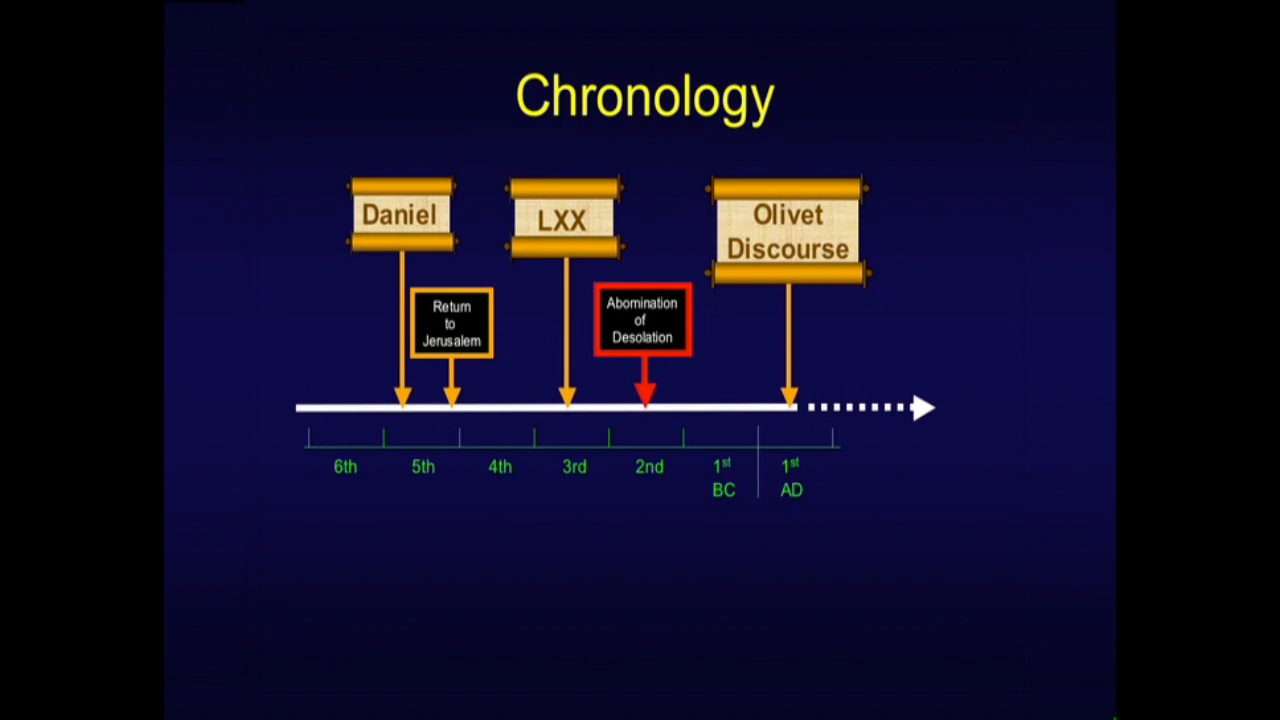 Chronology
Daniel
LXX
Olivet
Discourse
Return
to
Jerusalem
Abomination
of
Desolation
6th
5th
4th
3rd
2nd
1st
BC
1st
AD